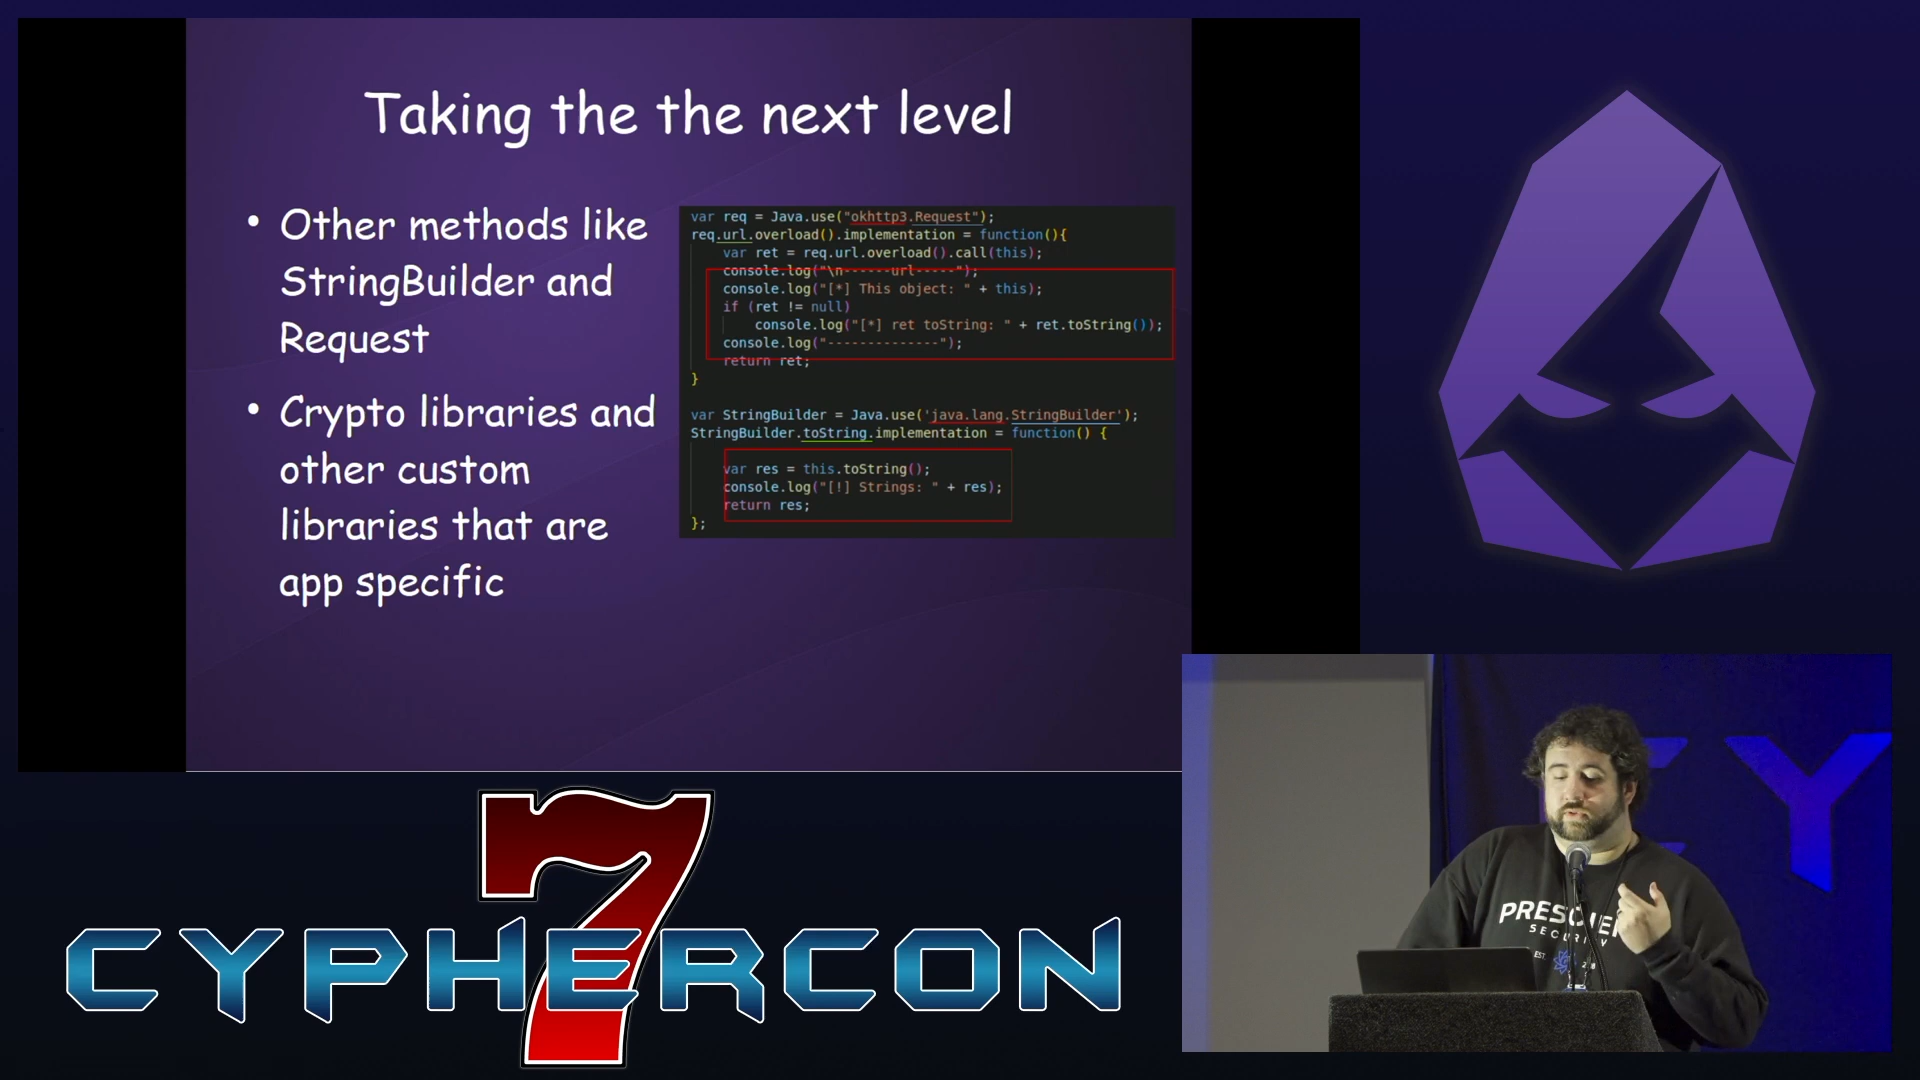 Taking the the next level
• Other methods like
StringBuilder and
Request
• Crypto libraries and
other custom
libraries that are
app specific
var req = Java.use("okhttp3.Request");
req.url.overload().implementation = function(){
var ret = req.url.overload().call(this);
console.log("\n------url-----");
console.log("[*] This object: " + this);
if (ret != null)
console.log("[*] ret toString: " + ret.toString());
console.log("--------------");
return ret;
}
var StringBuilder = Java.use('java.lang.StringBuilder');
StringBuilder.toString.implementation = function() {
var res = this.toString();
console.log("[!] Strings: " + res);
return res;
};
7
CYPHERCON
Y
SECURITY
EST.